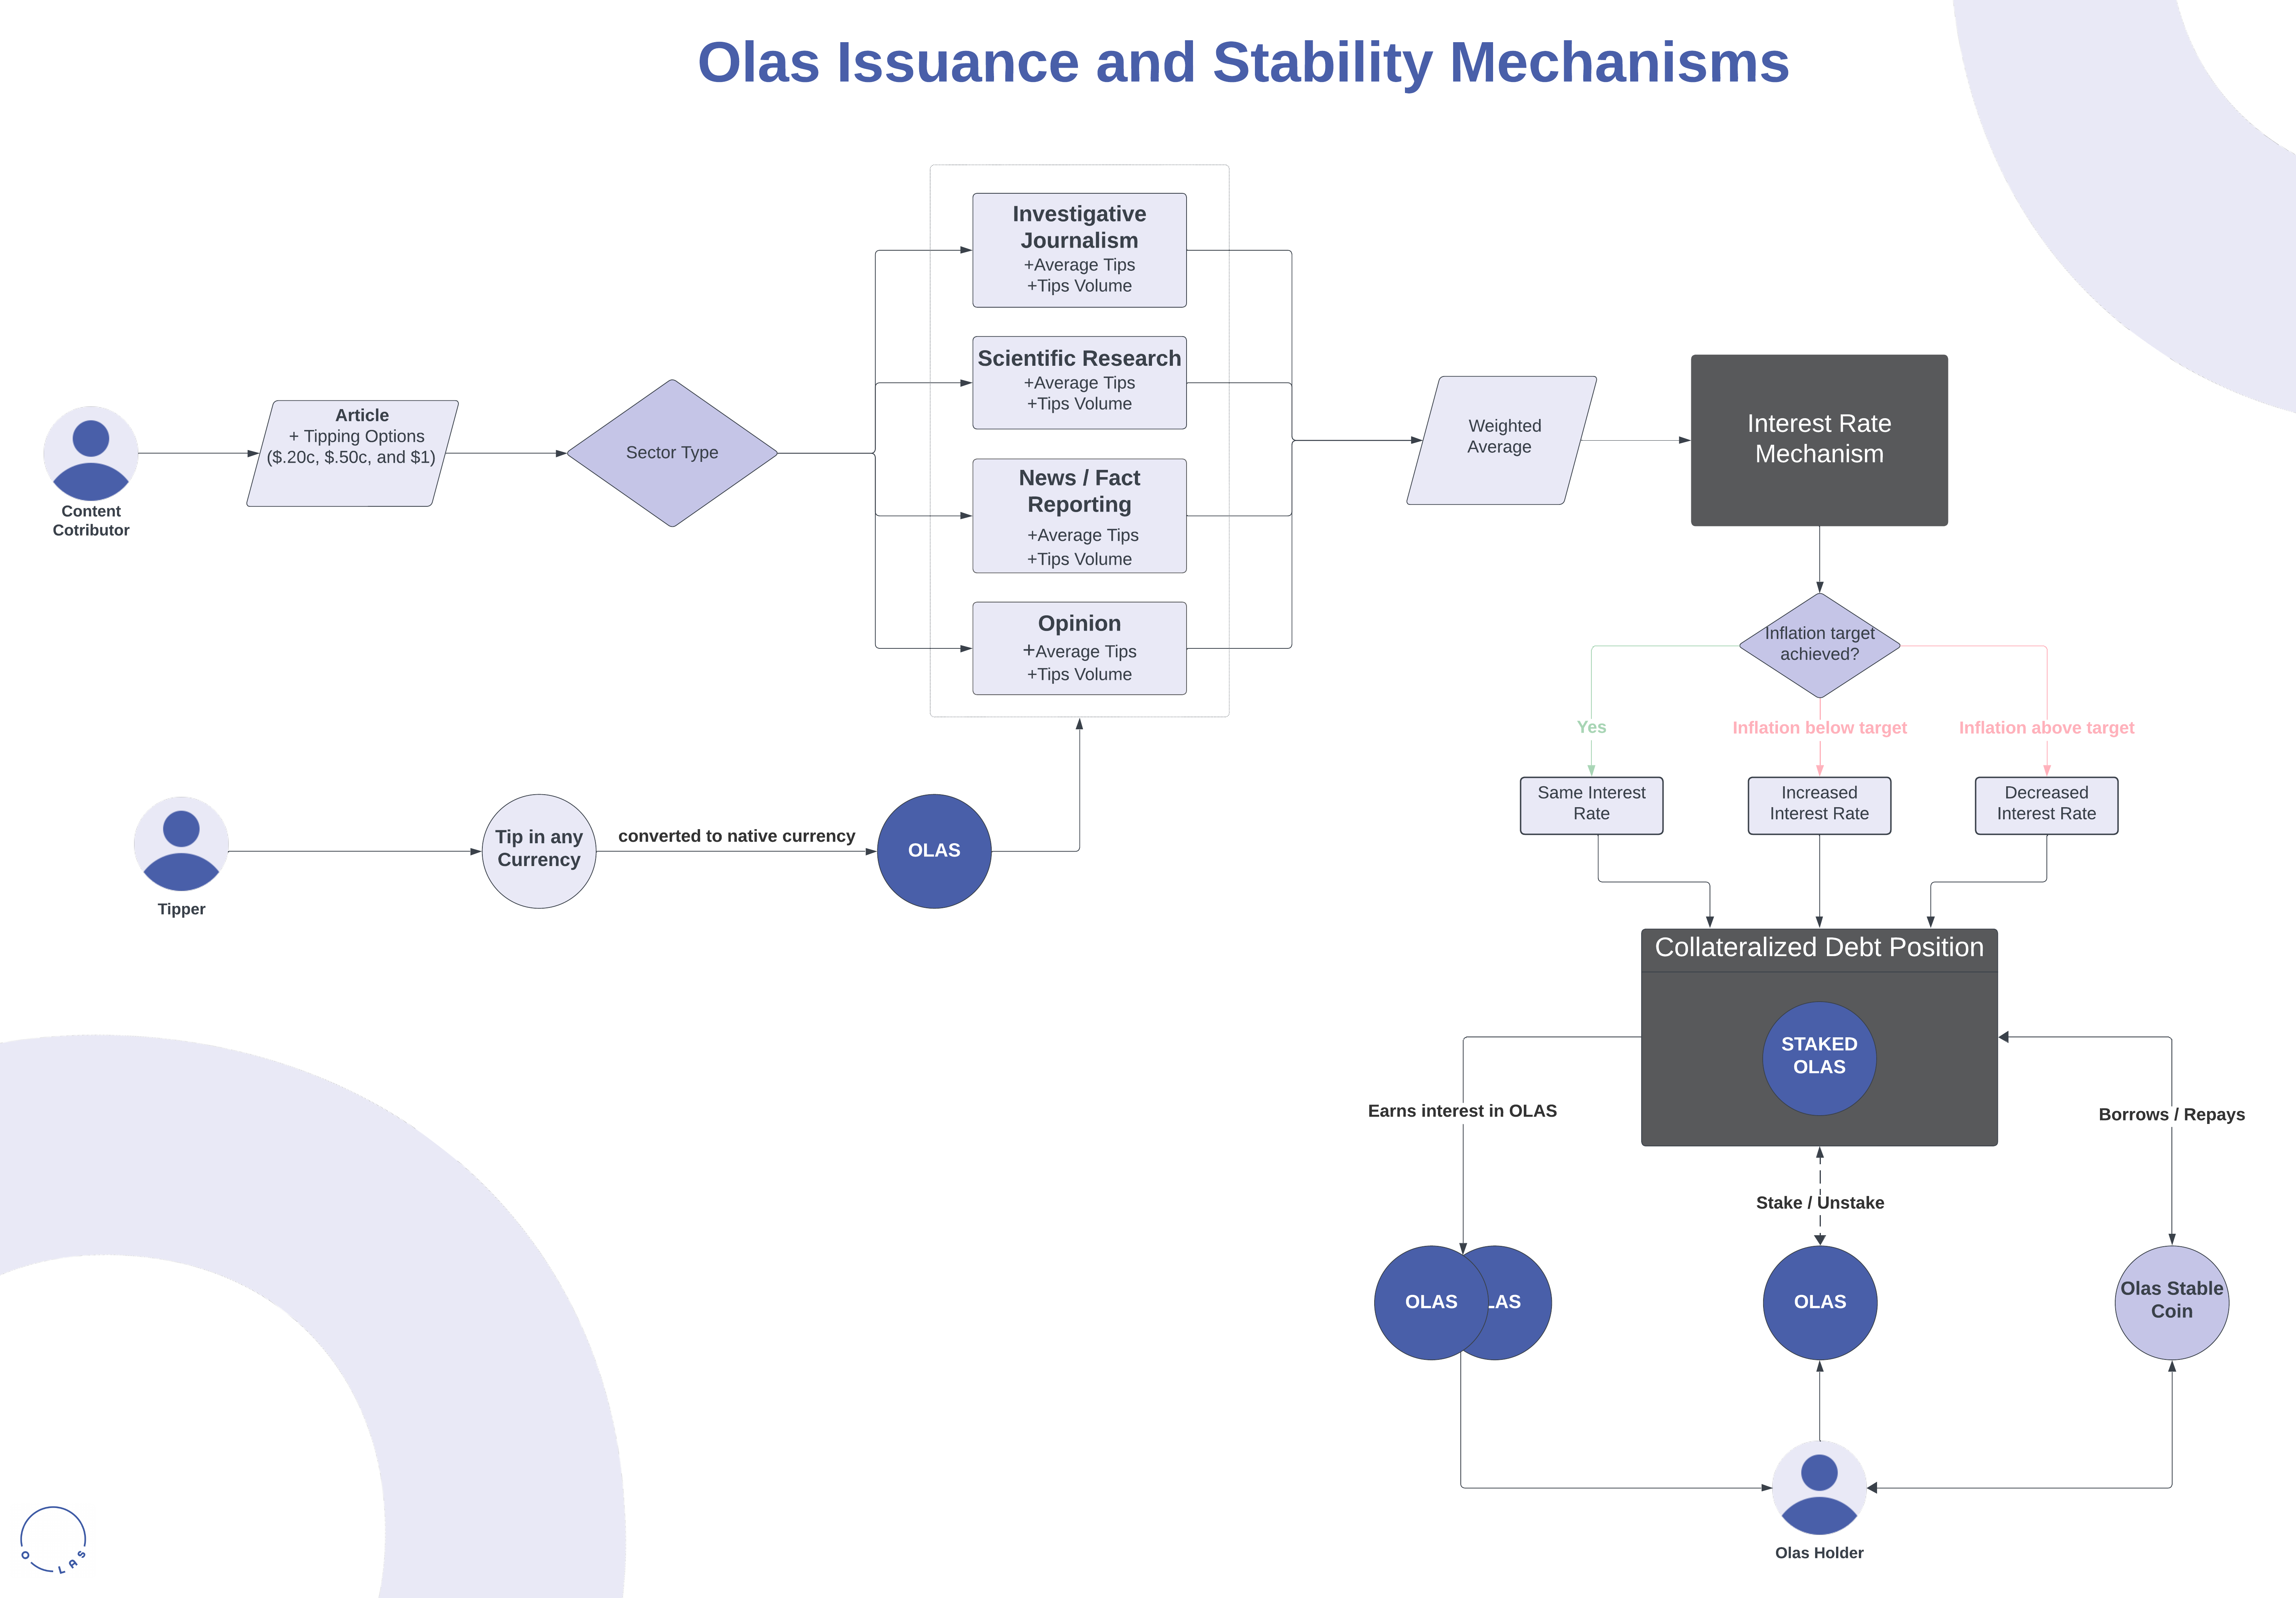 Olas Issuance and Stability Mechanisms
Investigative
Journalism
+Average Tips
+Tips Volume
Scientific Research
+Average Tips
+Tips Volume
News / Fact
Reporting
+Average Tips
+Tips Volume
Opinion
+Average Tips
+Tips Volume
Content
Cotributor
Article
+ Tipping Options
($.20c, $.50c, and $1)
Sector Type
Weighted
Average
Interest Rate
Mechanism
Inflation target
achieved?
Yes
Inflation below target
Inflation above target
Same Interest
Rate
Increased
Interest Rate
Decreased
Interest Rate
Tipper
Tip in any
Currency
converted to native currency
OLAS
Collateralized Debt Position
STAKED
OLAS
Earns interest in OLAS
Stake / Unstake
Borrows / Repays
OLAS
LAS
OLAS
Olas Stable
Coin
Olas Holder
O LAS